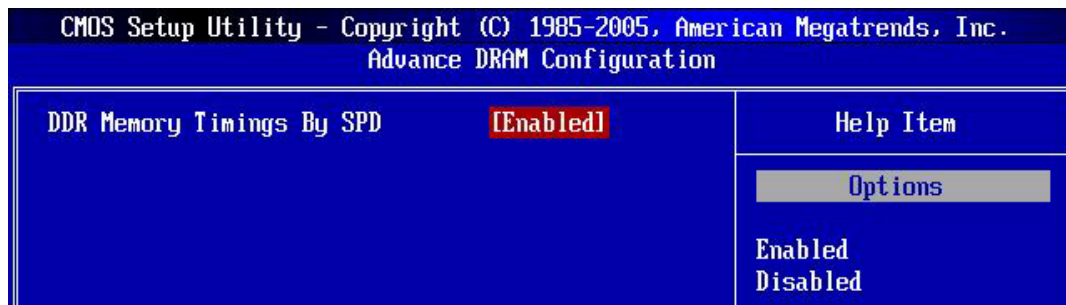 CMOS Setup Utility - Copyright (C) 1985-2005, American Megatrends, Inc.
Advance DRAM Configuration
DDR Memory Timings By SPD [Enabled]
Help Item
Options
Enabled
Disabled